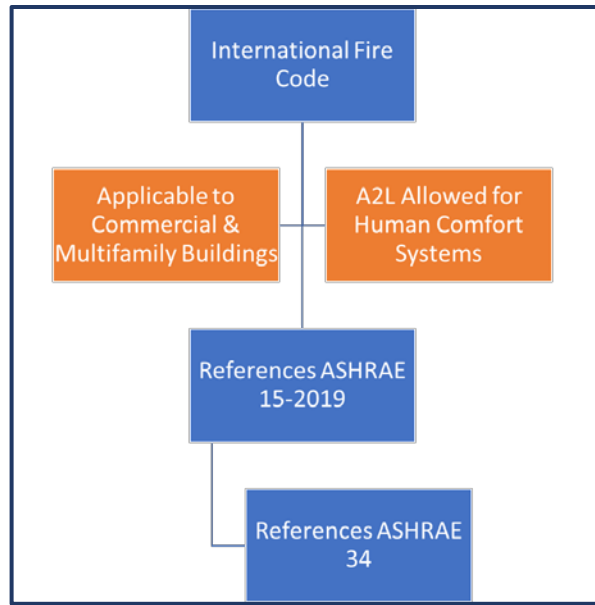 International Fire
Code
Applicable to
Commercial &
Multifamily Buildings
A2L Allowed for
Human Comfort
Systems
References ASHRAE
15-2019
References ASHRAE
34